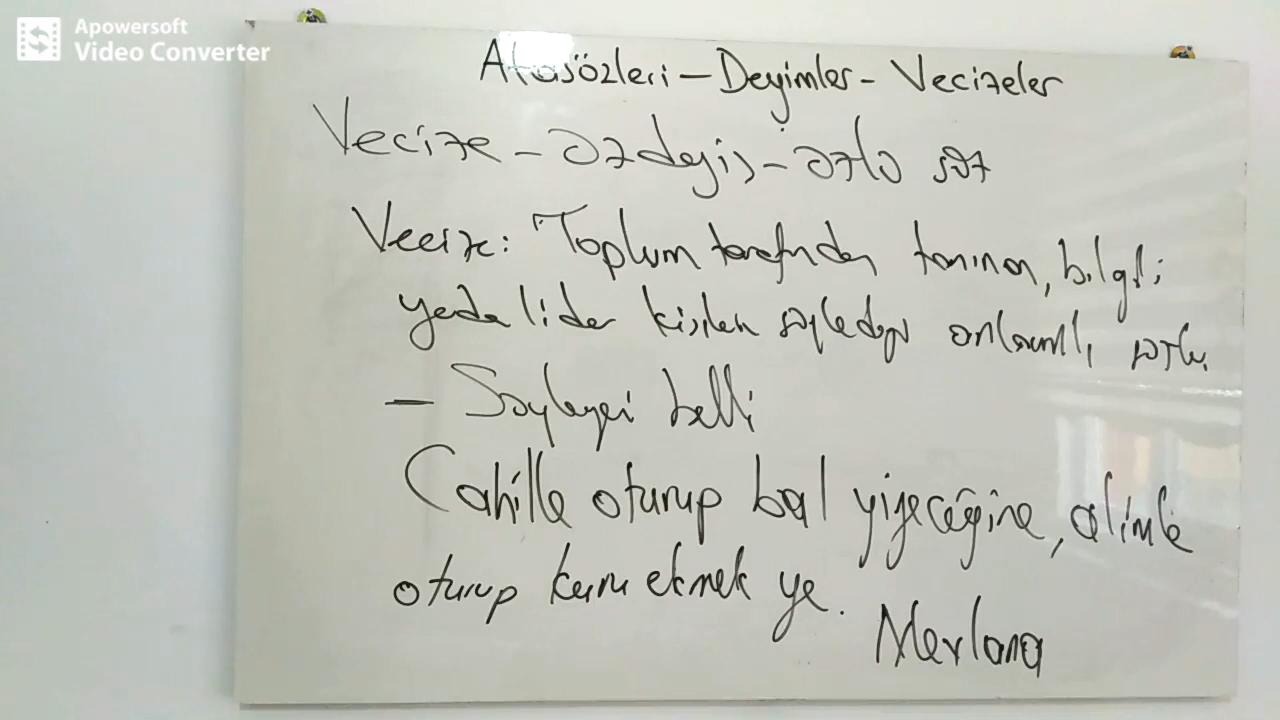 Apowersoft
Video Converter
Atasözleri - Deyimler - Vecizeler
Vecize - Özdeyiş - Özlü söz
Vecize: Toplum tarafından tanınan, bilgili
yada lider kişilerin söylediği anlamlı sözler.
- Söyleyeni belli
Cahille oturup bal yiyeceğine, alimle
oturup kuru ekmek ye.
Mevlana